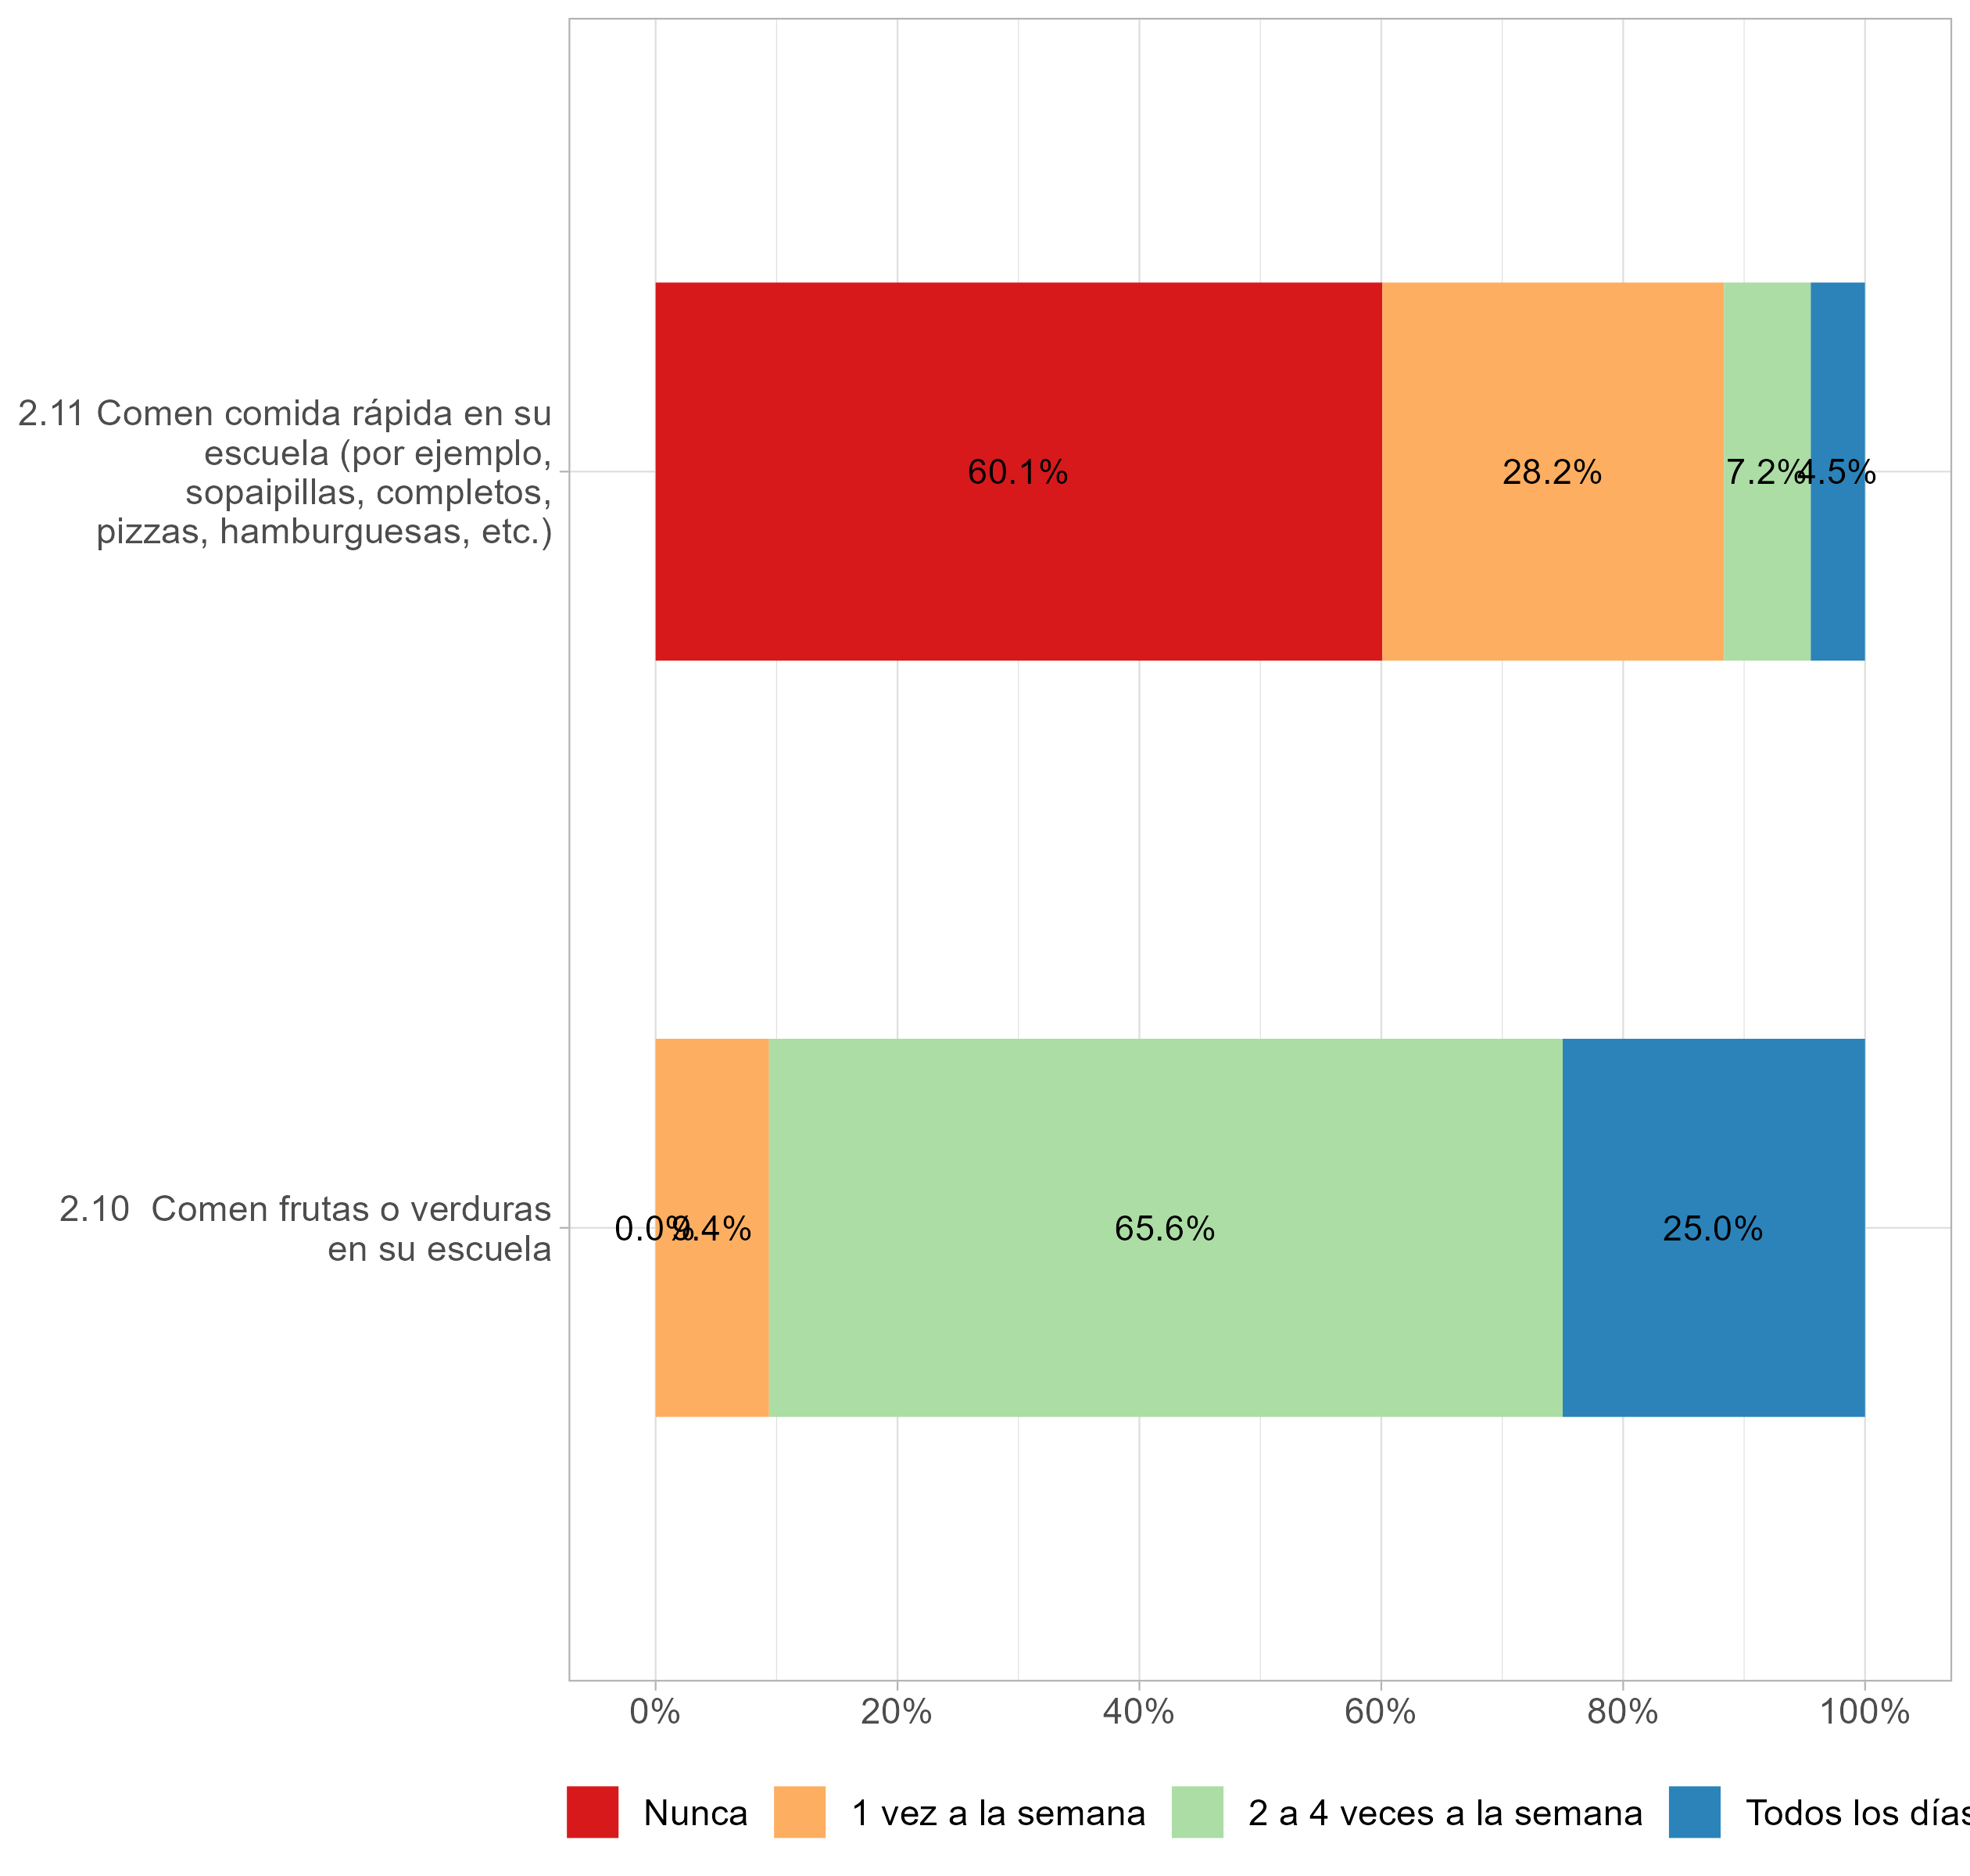 2.11 Comen comida rápida en su
escuela (por ejemplo,
sopaipillas, completos,
pizzas, hamburguesas, etc.)
60.1%
28.2%
7.2%
4.5%
2.10  Comen frutas o verduras
en su escuela
0.0%
9.4%
65.6%
25.0%
0%
20%
40%
60%
80%
100%
Nunca
1 vez a la semana
2 a 4 veces a la semana
Todos los días